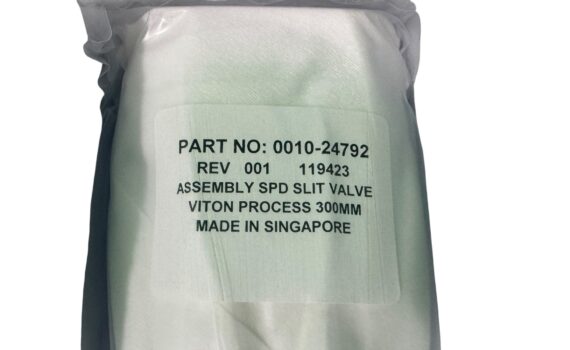 PART NO: 0010-24792
REV 001 119423
ASSEMBLY SPD SLIT VALVE
VITON PROCESS 300MM
MADE IN SINGAPORE